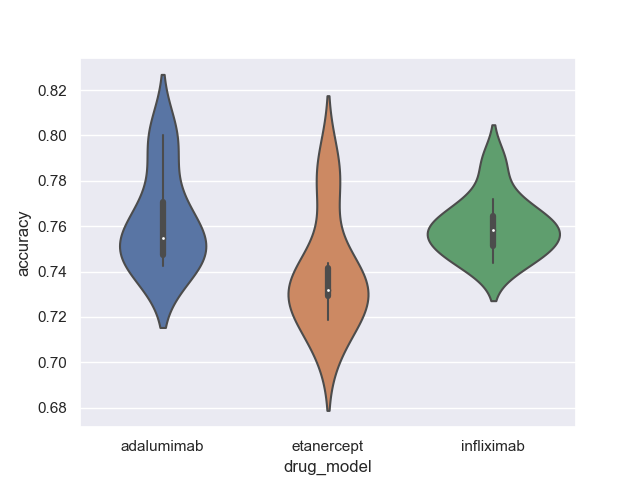 0.82
0.80
0.78
0.76
0.74
0.72
0.70
0.68
accuracy
adalumimab
etanercept
infliximab
drug_model